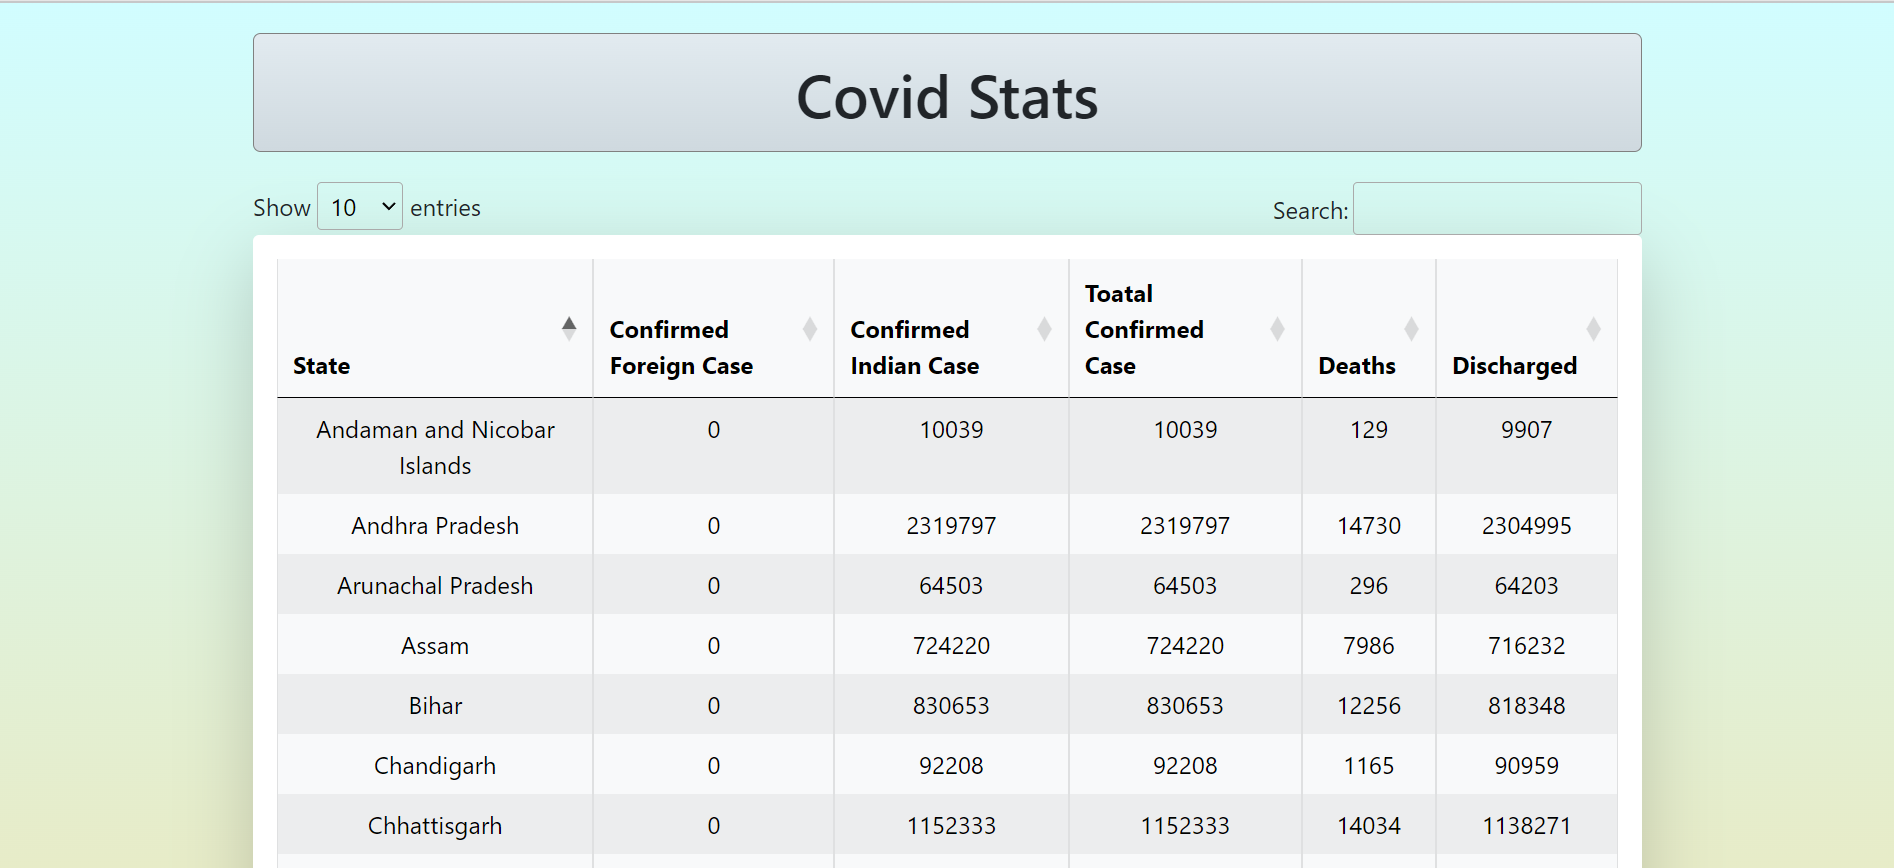 Covid Stats
Show 10 entries
Search:
State
Confirmed
Foreign Case
Confirmed
Indian Case
Toatal
Confirmed
Case
Deaths
Discharged
Andaman and Nicobar
Islands
0 10039 10039 129 9907
Andhra Pradesh 0 2319797 2319797 14730 2304995
Arunachal Pradesh 0 64503 64503 296 64203
Assam 0 724220 724220 7986 716232
Bihar 0 830653 830653 12256 818348
Chandigarh 0 92208 92208 1165 90959
Chhattisgarh 0 1152333 1152333 14034 1138271